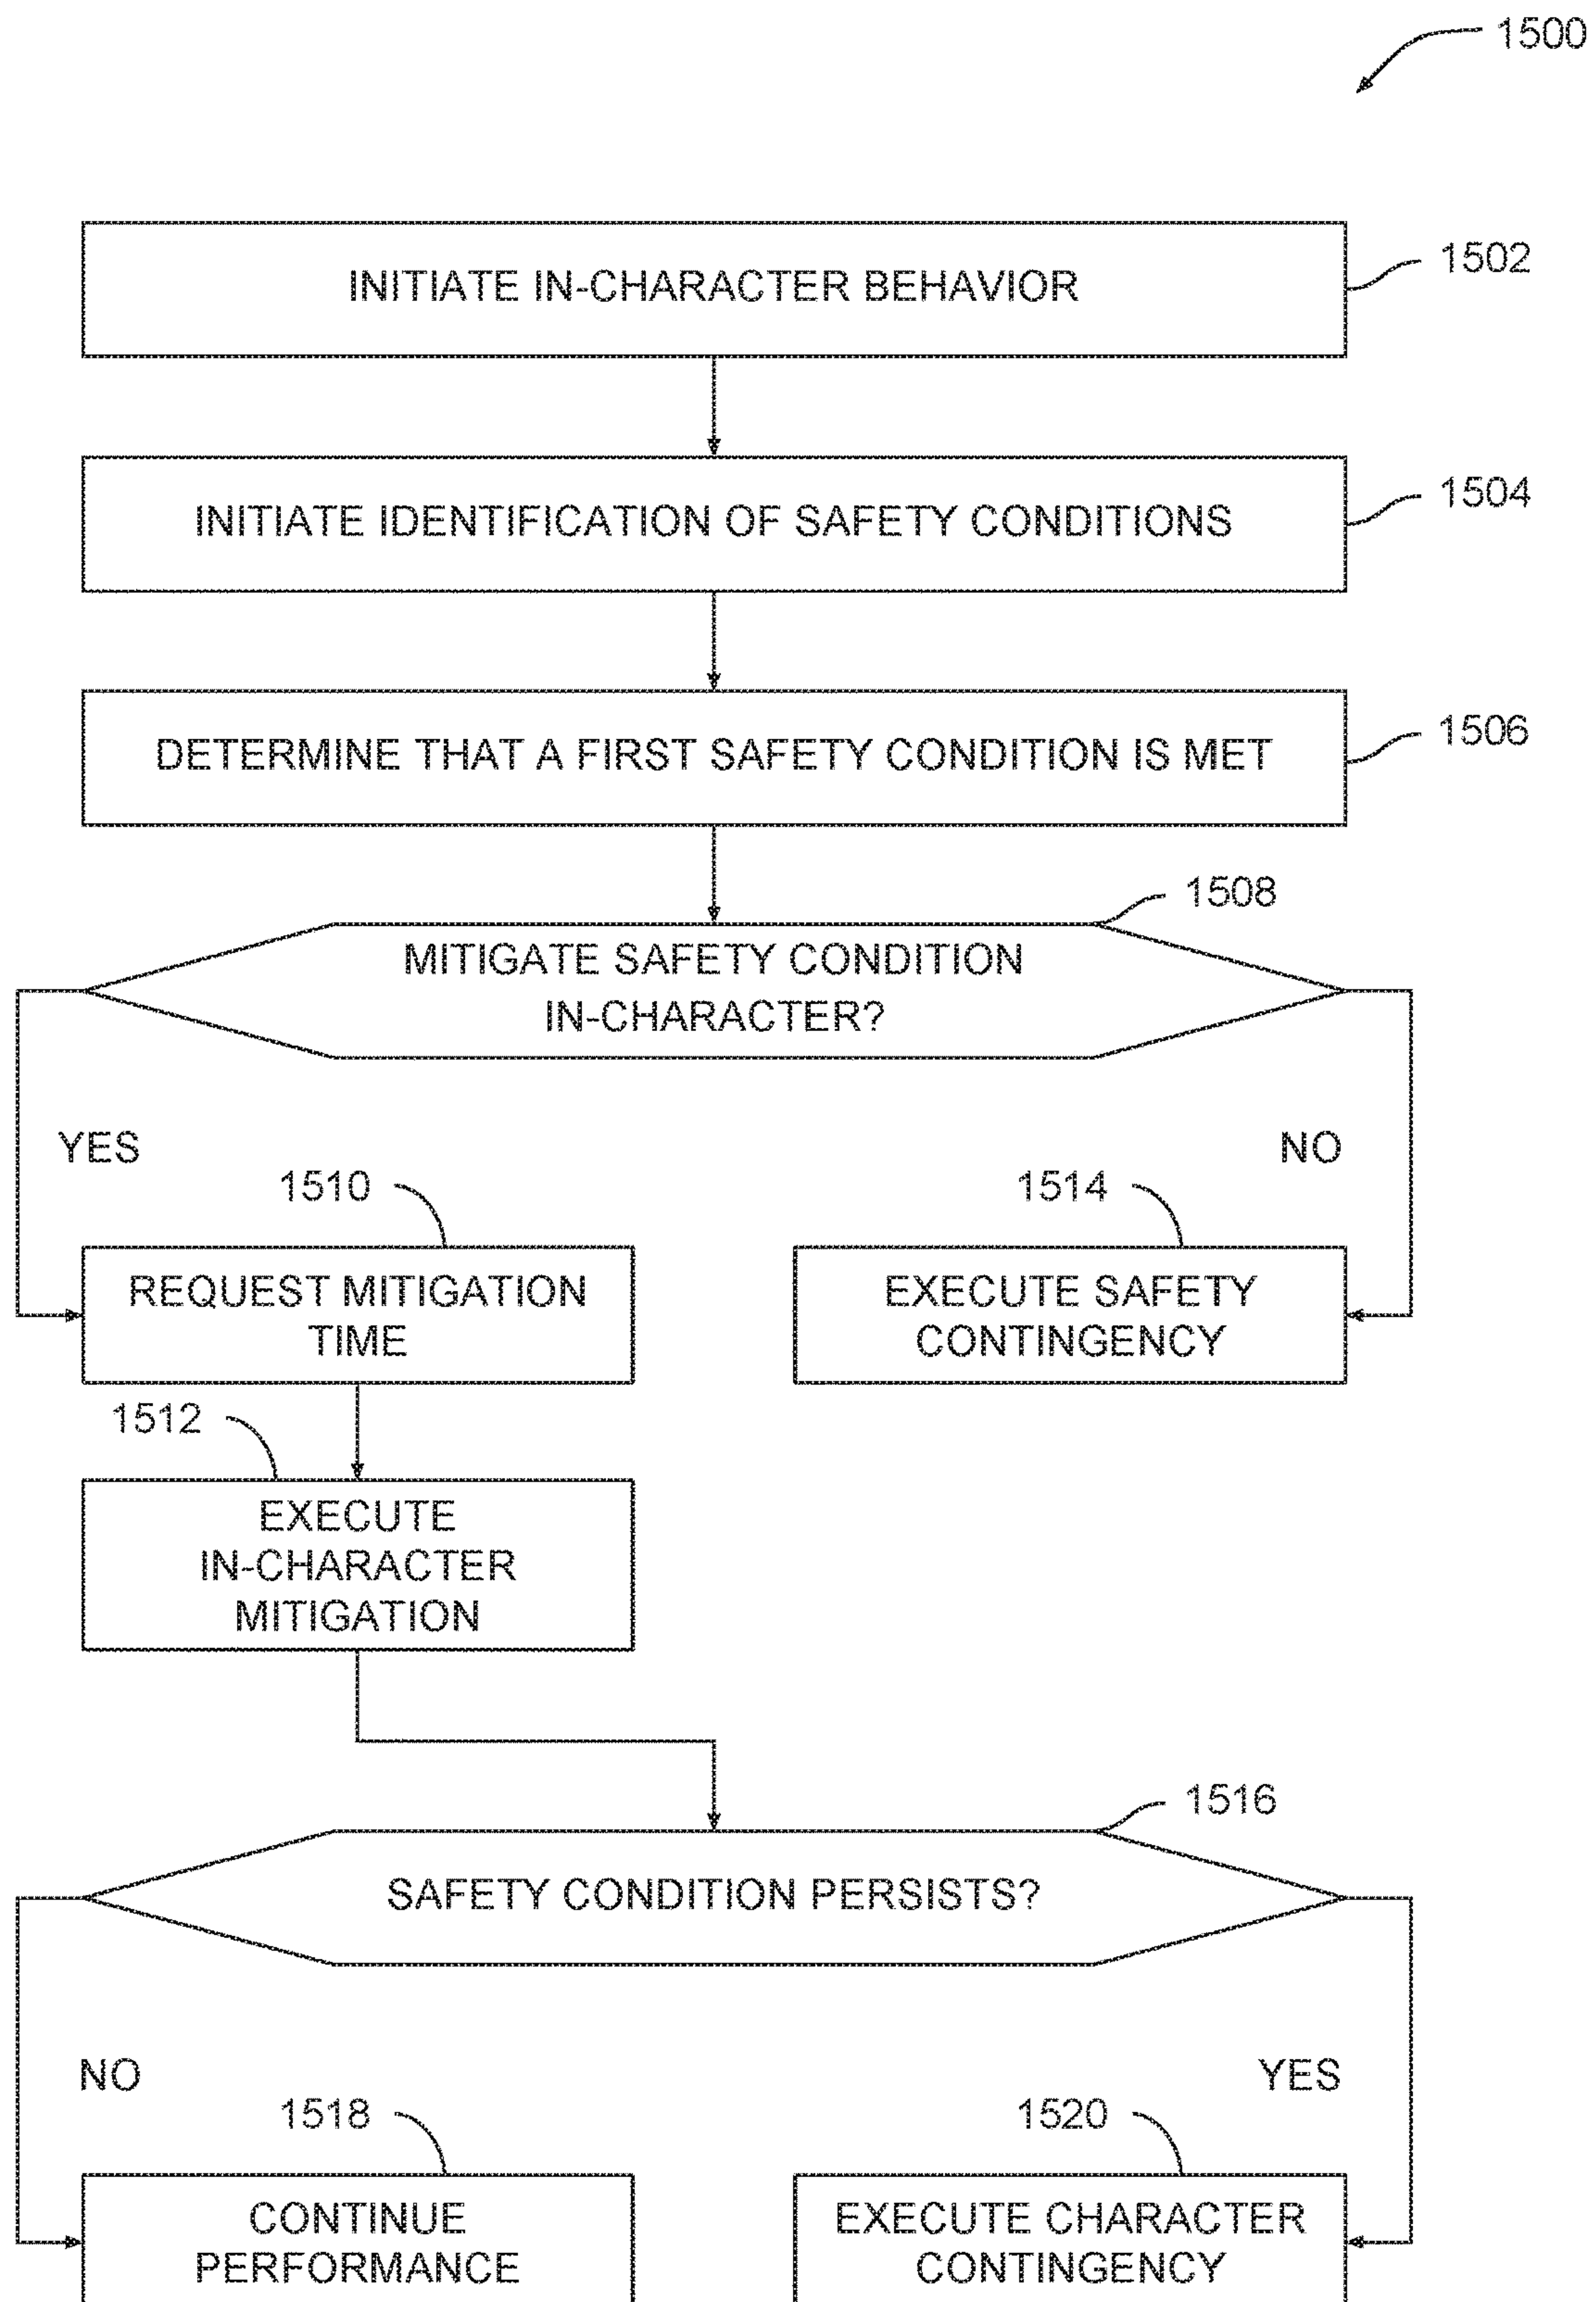 1500
INITIATE IN-CHARACTER BEHAVIOR
1502
INITIATE IDENTIFICATION OF SAFETY CONDITIONS
1504
DETERMINE THAT A FIRST SAFETY CONDITION IS MET
1506
1508
MITIGATE SAFETY CONDITION
IN-CHARACTER?
YES
NO
1510
1514
REQUEST MITIGATION
TIME
EXECUTE SAFETY
CONTINGENCY
1512
EXECUTE
IN-CHARACTER
MITIGATION
1516
SAFETY CONDITION PERSISTS?
NO
YES
1518
1520
CONTINUE
PERFORMANCE
EXECUTE CHARACTER
CONTINGENCY